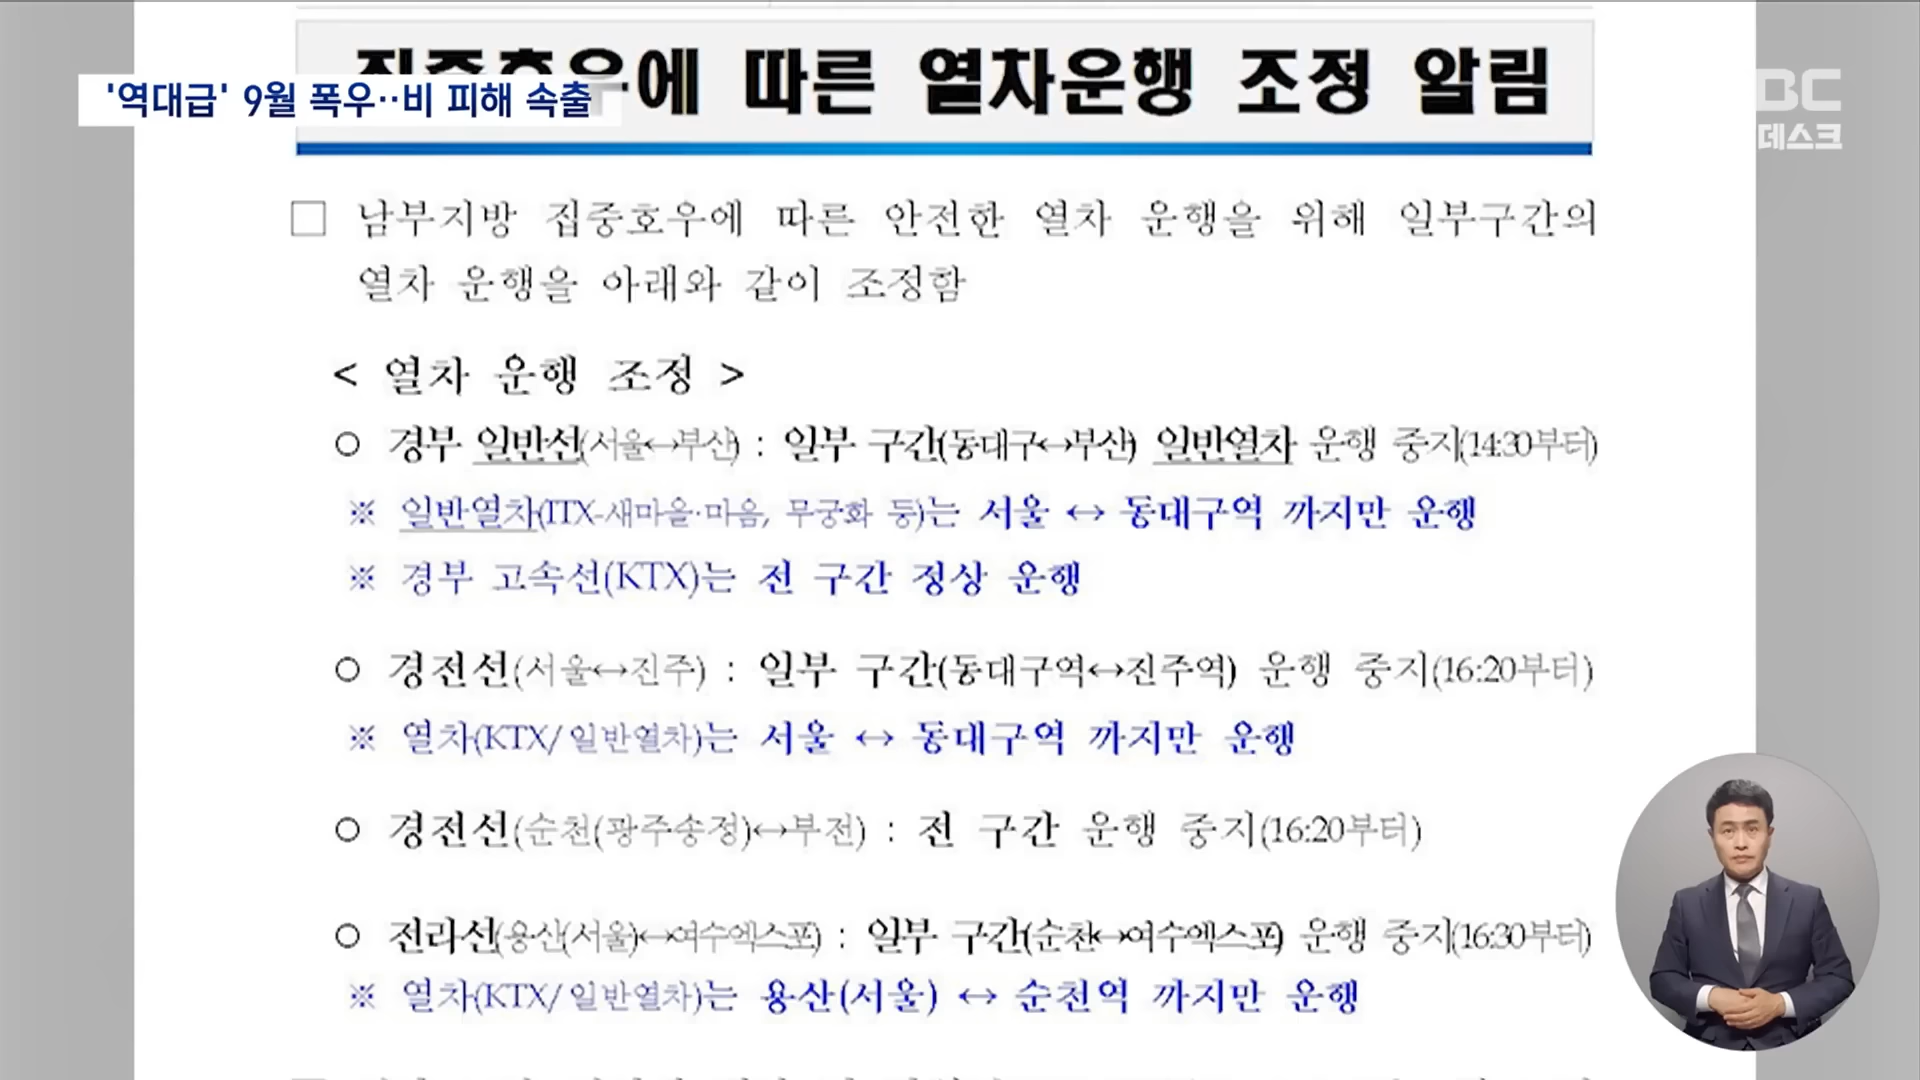 집중호우에 따른 열차운행 조정 알림
'역대급' 9월 폭우··비 피해 속출
BC
데스크
□ 남부지방 집중호우에 따른 안전한 열차 운행을 위해 일부구간의
열차 운행을 아래와 같이 조정함
< 열차 운행 조정 >
○ 경부 일반선(서울↔부산) : 일부 구간(동대구↔부산) 일반열차 운행 중지(14:30부터)
※ 일반열차(ITX-새마을·마음, 무궁화 등)는 서울 ↔ 동대구역 까지만 운행
※ 경부 고속선(KTX)는 전 구간 정상 운행
○ 경전선(서울↔진주) : 일부 구간(동대구역↔진주역) 운행 중지(16:20부터)
※ 열차(KTX/일반열차)는 서울 ↔ 동대구역 까지만 운행
○ 경전선(순천(광주송정)↔부전) : 전 구간 운행 중지(16:20부터)
○ 전라선(용산(서울)↔여수엑스포) : 일부 구간(순천↔여수엑스포) 운행 중지(16:30부터)
※ 열차(KTX/일반열차)는 용산(서울) ↔ 순천역 까지만 운행